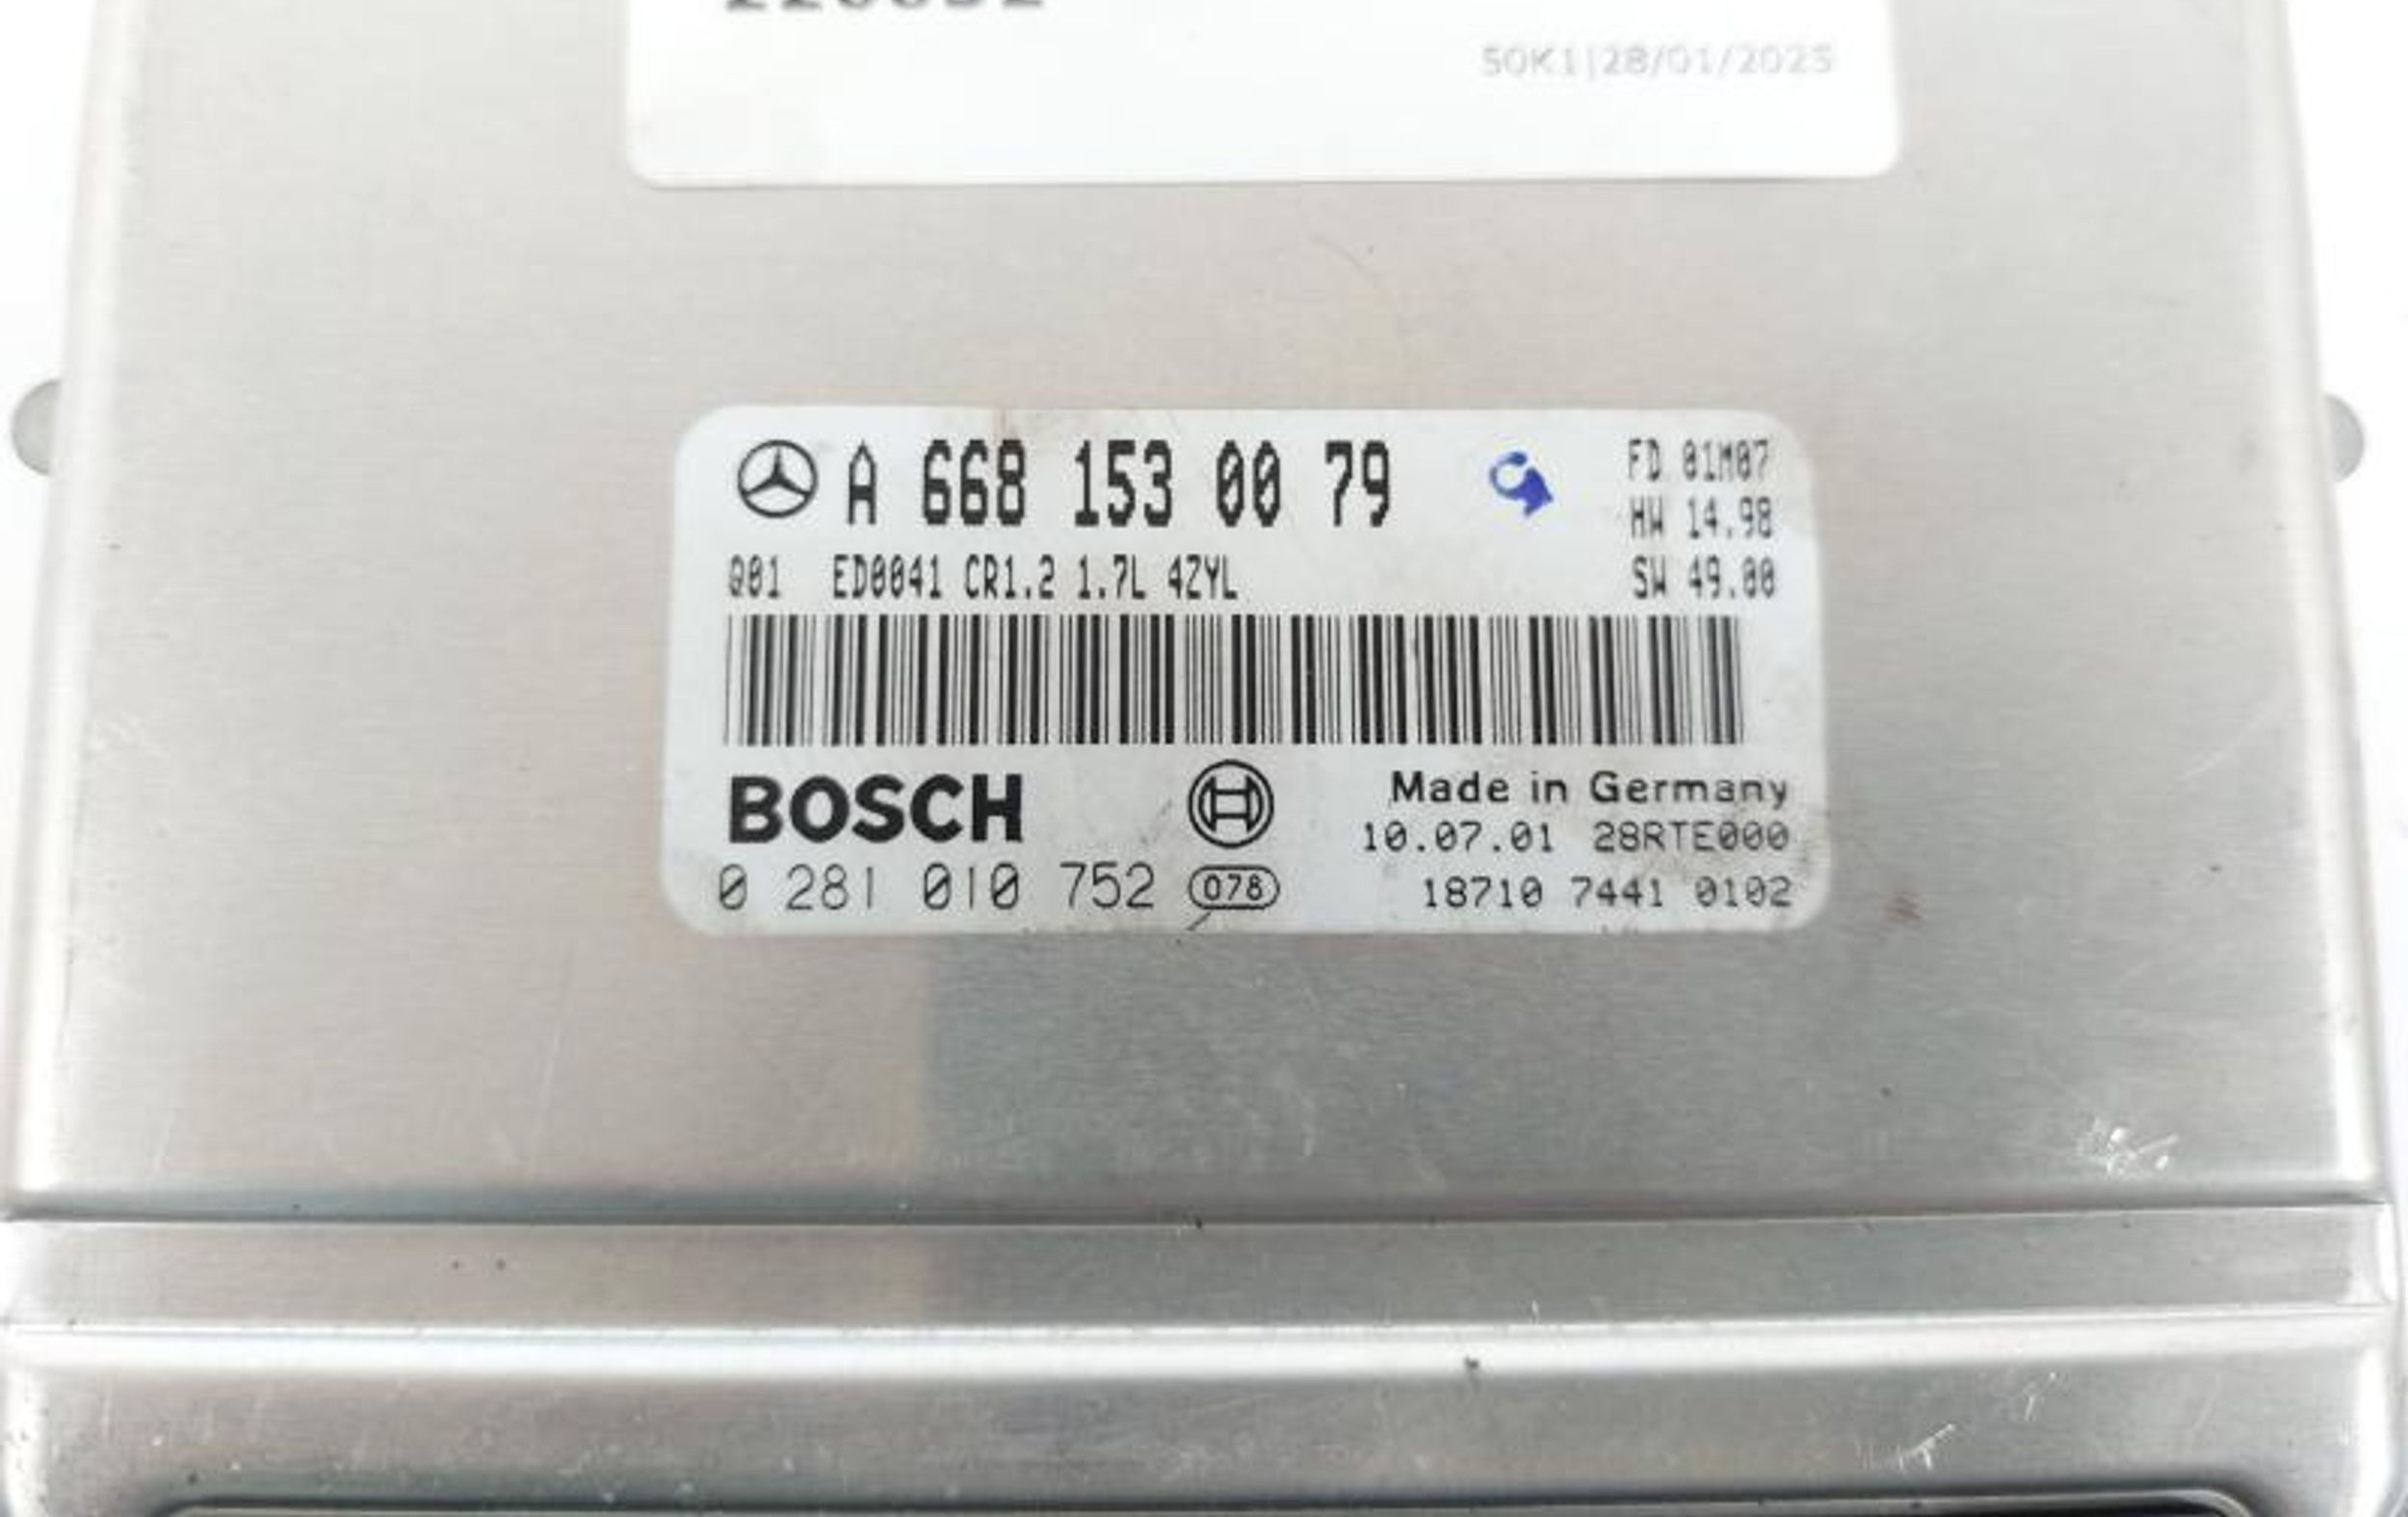 50K1|28/01/2025
A 668 153 00 79
FD 01M07
HW 14.98
Q01 ED0041 CR1.2 1.7L 4ZYL
SW 49.00
BOSCH
Made in Germany
10.07.01 28RTE000
0 281 010 752 078
18710 7441 0102